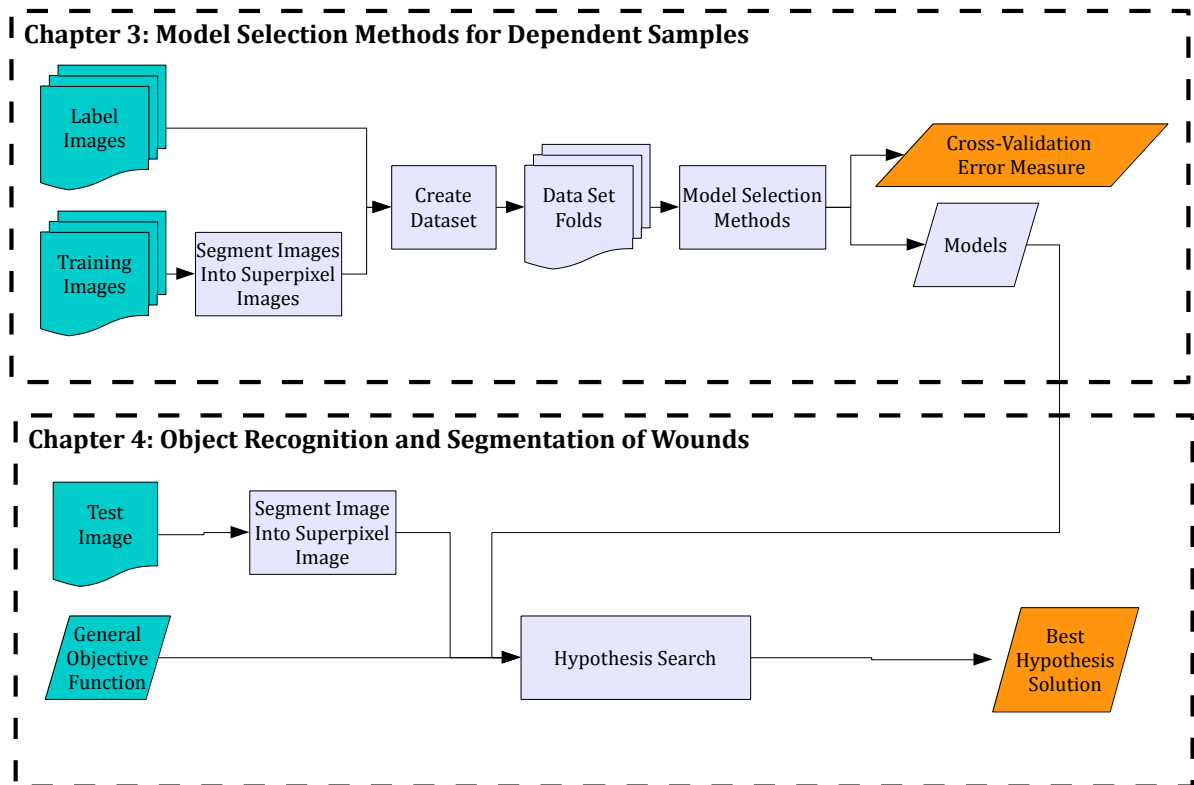 Chapter 3: Model Selection Methods for Dependent Samples
Label
Images
Training
Images
Segment Images
Into Superpixel
Images
Create
Dataset
Data Set
Folds
Model Selection
Methods
Cross-Validation
Error Measure
Models
Chapter 4: Object Recognition and Segmentation of Wounds
Test
Image
Segment Image
Into Superpixel
Image
General
Objective
Function
Hypothesis Search
Best
Hypothesis
Solution